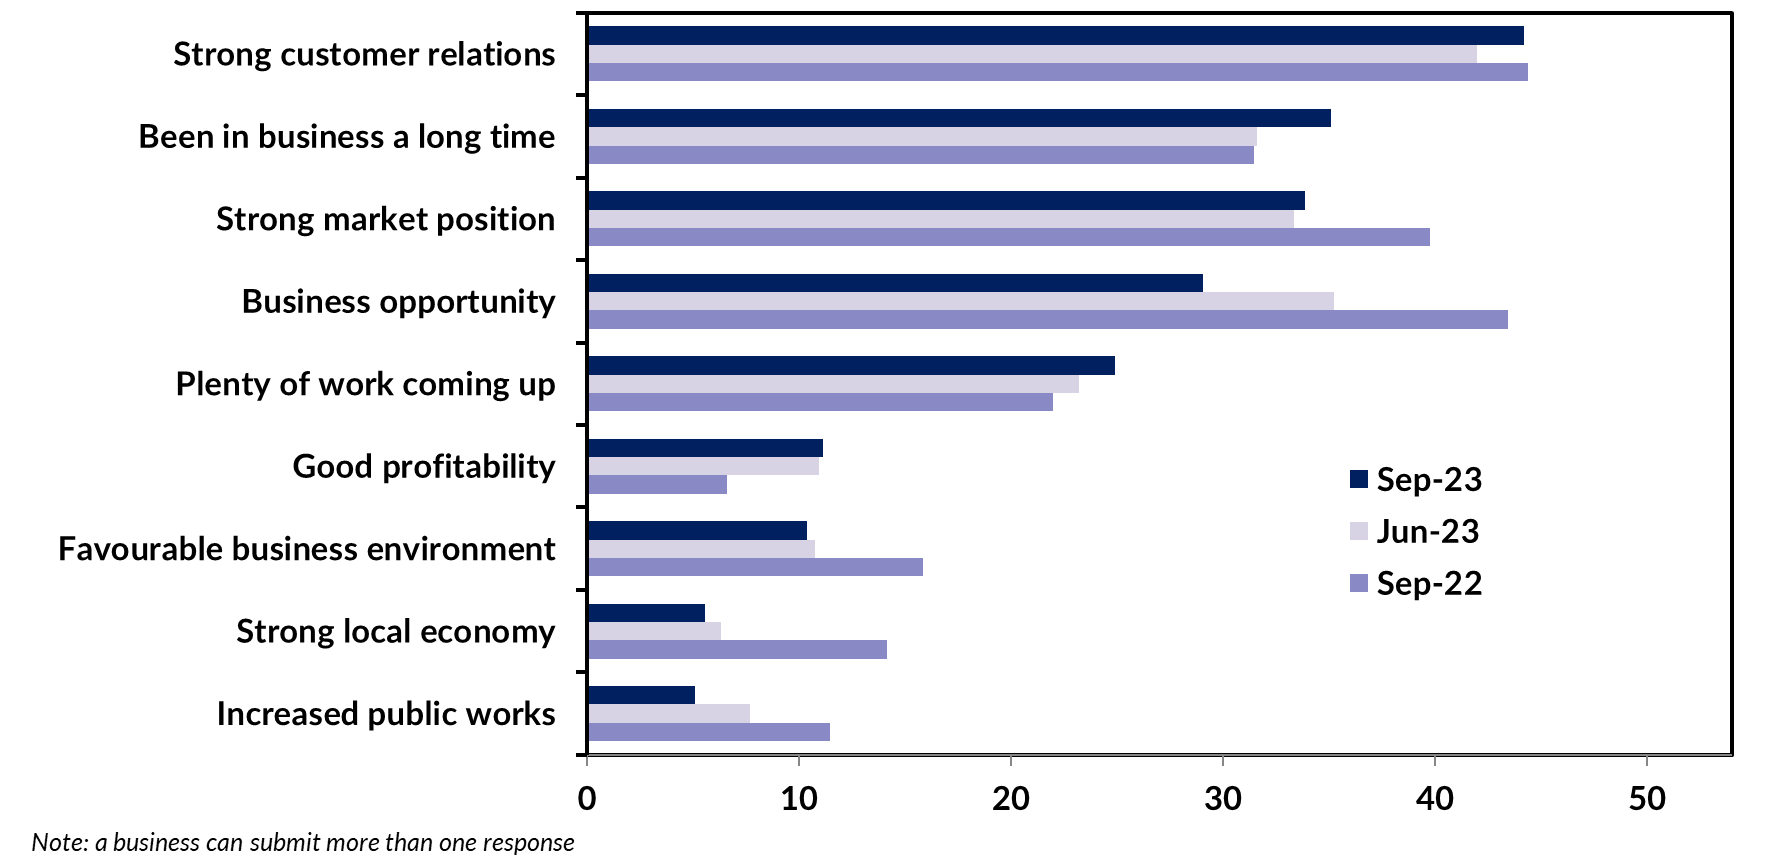 Strong customer relations
Been in business a long time
Strong market position
Business opportunity
Plenty of work coming up
Good profitability
Favourable business environment
Strong local economy
Increased public works
Sep-23
Jun-23
Sep-22
0 10 20 30 40 50
Note: a business can submit more than one response